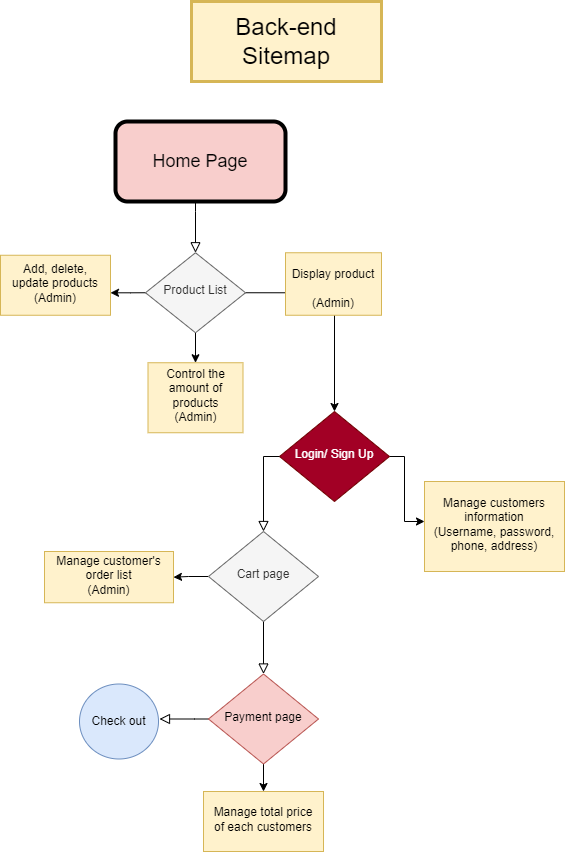 Back-end
Sitemap
Home Page
Add, delete,
update products
(Admin)
Product List
Display product
(Admin)
Control the
amount of
products
(Admin)
Login/ Sign Up
Manage customers
information
(Username, password,
phone, address)
Manage customer's
order list
(Admin)
Cart page
Check out
Payment page
Manage total price
of each customers